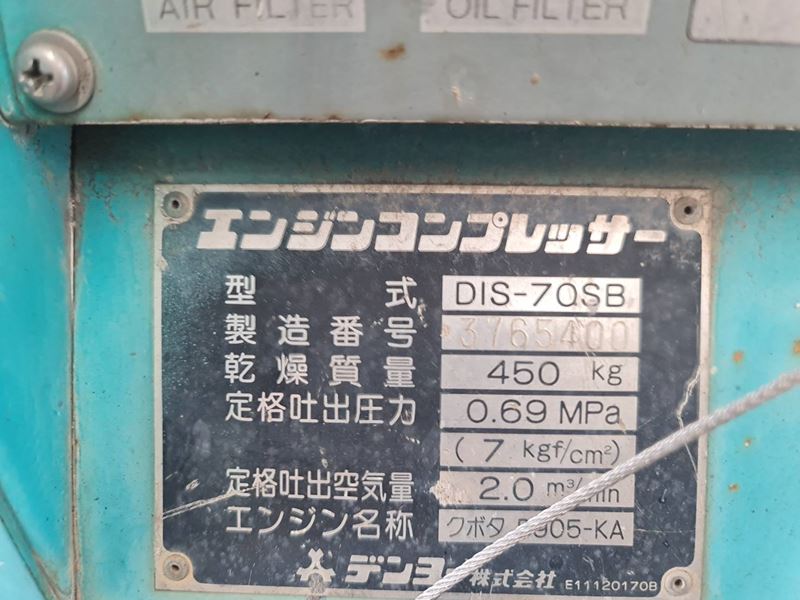 AIR FILTER
OIL FILTER
エンジンコンプレッサー
型式 DIS-70SB
製造番号 3765400
乾燥質量 450 kg
定格吐出圧力 0.69 MPa
(7 kgf/cm²)
定格吐出空気量 2.0 m³/min
エンジン名称 クボタ D905-KA
デンヨー株式会社 E11120170B